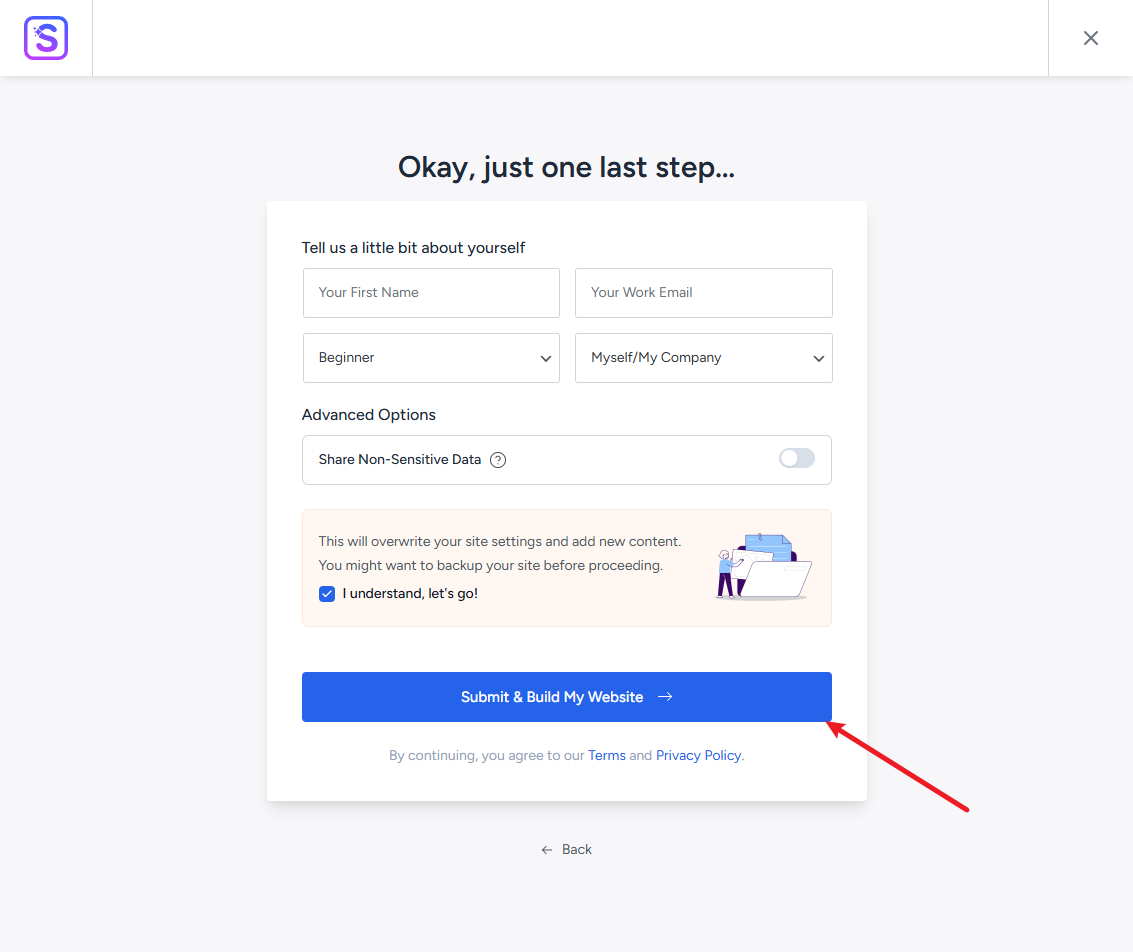 S
Okay, just one last step...
Tell us a little bit about yourself
Your First Name
Your Work Email
Beginner
Myself/My Company
Advanced Options
Share Non-Sensitive Data ?
This will overwrite your site settings and add new content.
You might want to backup your site before proceeding.
I understand, let's go!
Submit & Build My Website →
By continuing, you agree to our Terms and Privacy Policy.
← Back